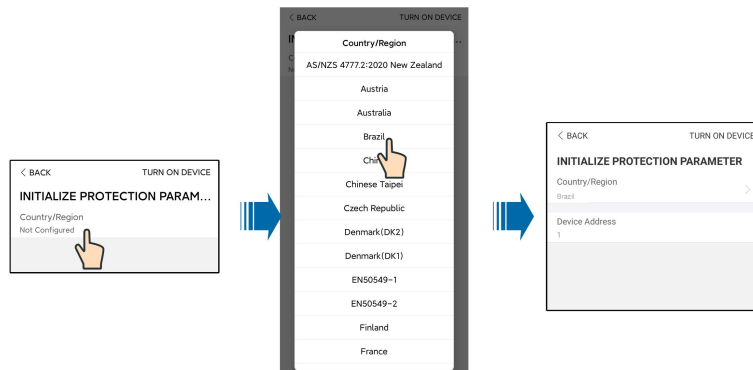 < BACK TURN ON DEVICE
INITIALIZE PROTECTION PARAM...
Country/Region
Not Configured
< BACK TURN ON DEVICE
Country/Region
AS/NZS 4777.2:2020 New Zealand
Austria
Australia
Brazil
Chinese Taipei
Czech Republic
Denmark(DK2)
Denmark(DK1)
EN50549-1
EN50549-2
Finland
France
< BACK TURN ON DEVICE
INITIALIZE PROTECTION PARAMETER
Country/Region
Brazil
Device Address
1